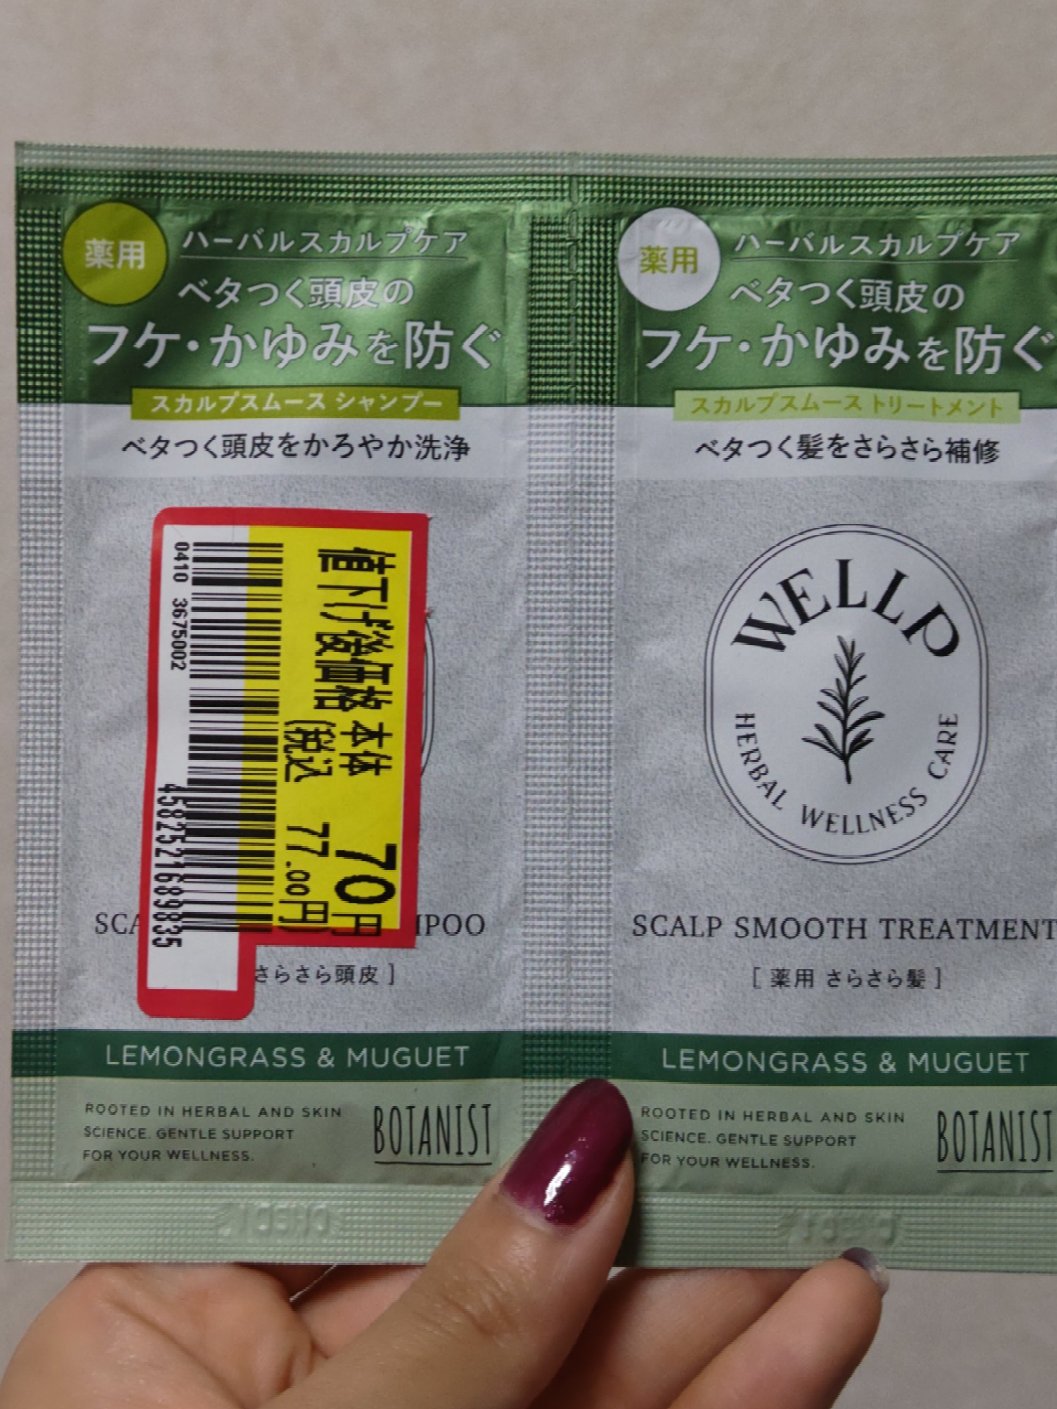 薬用
ハーバルスカルプケア
ベタつく頭皮の
フケ・かゆみを防ぐ
スカルプスムース シャンプー
ベタつく頭皮をかろやか洗浄
値下げ後価格 本体 70円
(税込 77.00円)
0410 3675002
4582521689835
さらさら頭皮 ]
LEMONGRASS & MUGUET
ROOTED IN HERBAL AND SKIN
SCIENCE. GENTLE SUPPORT
FOR YOUR WELLNESS.
BOTANIST
薬用
ハーバルスカルプケア
ベタつく頭皮の
フケ・かゆみを防ぐ
スカルプスムース トリートメント
ベタつく髪をさらさら補修
WELLP
HERBAL WELLNESS CARE
SCALP SMOOTH TREATMENT
[ 薬用 さらさら髪 ]
LEMONGRASS & MUGUET
ROOTED IN HERBAL AND SKIN
SCIENCE. GENTLE SUPPORT
FOR YOUR WELLNESS.
BOTANIST